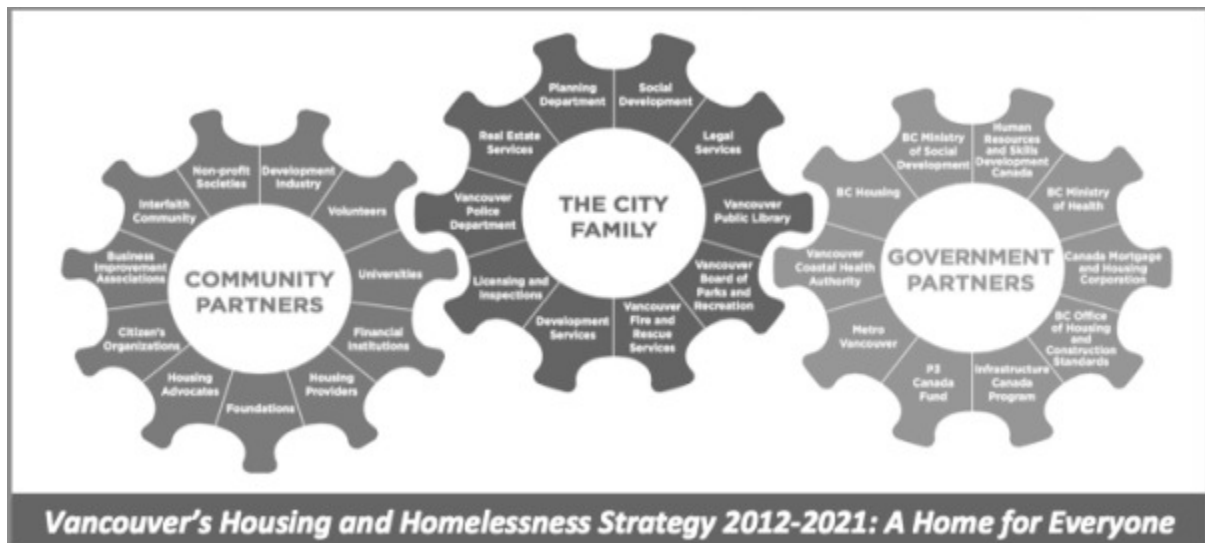 COMMUNITY
PARTNERS
Non-profit
Societies
Development
Industry
Volunteers
Universities
Financial
Institutions
Housing
Providers
Foundations
Housing
Advocates
Citizen's
Organizations
Business
Improvement
Associations
Interfaith
Community
THE CITY
FAMILY
Planning
Department
Social
Development
Legal
Services
Vancouver
Public Library
Vancouver
Board of
Parks and
Recreation
Vancouver
Fire and
Rescue
Services
Development
Services
Licensing and
Inspections
Vancouver
Police
Department
Real Estate
Services
GOVERNMENT
PARTNERS
BC Ministry
of Social
Development
Human
Resources
and Skills
Development
Canada
BC Ministry
of Health
Canada Mortgage
and Housing
Corporation
BC Office
of Housing
and
Construction
Standards
Infrastructure
Canada
Program
P3
Canada
Fund
Metro
Vancouver
Vancouver
Coastal Health
Authority
BC Housing
Vancouver's Housing and Homelessness Strategy 2012-2021: A Home for Everyone